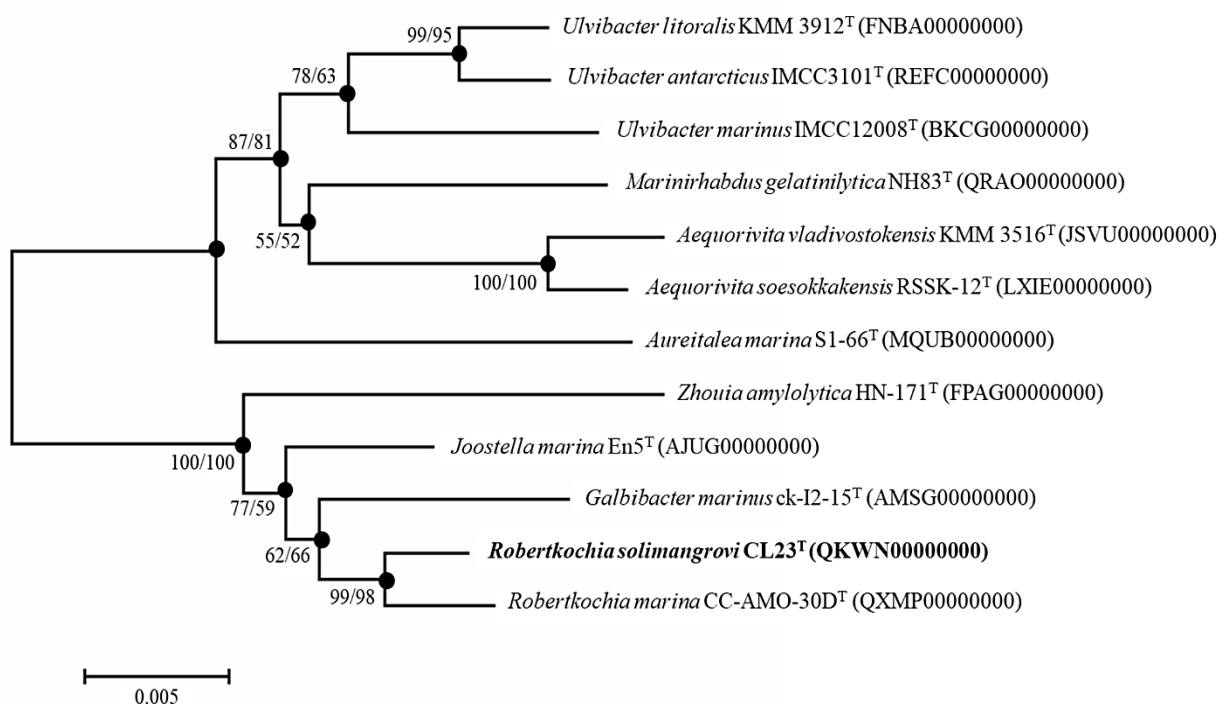 99/95
Ulvibacter litoralis KMM 3912ᵀ (FNBA00000000)
78/63
Ulvibacter antarcticus IMCC3101ᵀ (REFC00000000)
87/81
Ulvibacter marinus IMCC12008ᵀ (BKCG00000000)
Marinirhabdus gelatinilytica NH83ᵀ (QRAO00000000)
55/52
Aequorivita vladivostokensis KMM 3516ᵀ (JSVU00000000)
100/100
Aequorivita soesokkakensis RSSK-12ᵀ (LXIE00000000)
Aureitalea marina S1-66ᵀ (MQUB00000000)
Zhouia amylolytica HN-171ᵀ (FPAG00000000)
100/100
Joostella marina En5ᵀ (AJUG00000000)
77/59
Galbibacter marinus ck-I2-15ᵀ (AMSG00000000)
62/66
Robertkochia solimangrovi CL23ᵀ (QKWN00000000)
99/98
Robertkochia marina CC-AMO-30Dᵀ (QXMP00000000)
0.005